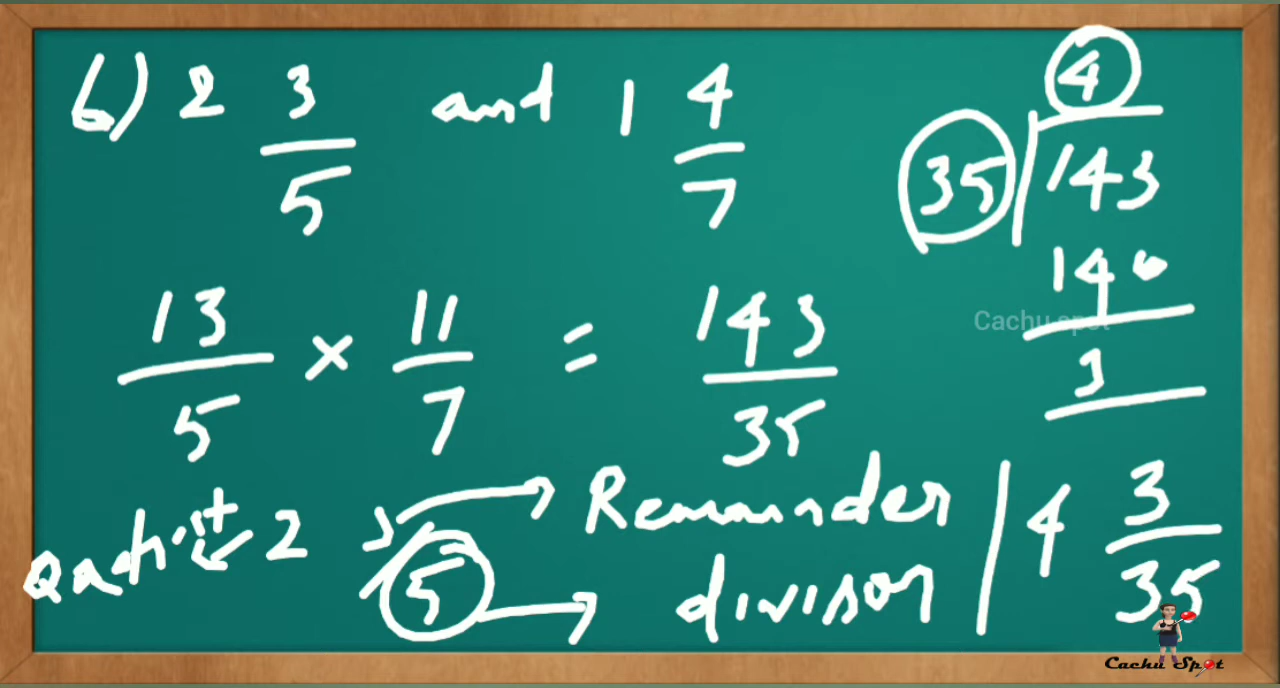 6) 2 3/5 and 1 4/7
13/5 × 11/7 = 143/35
4
35 | 143
140
3
2 3/5 → Remainder
→ divisor
4 3/35
Cachu spot
Cachu Spot